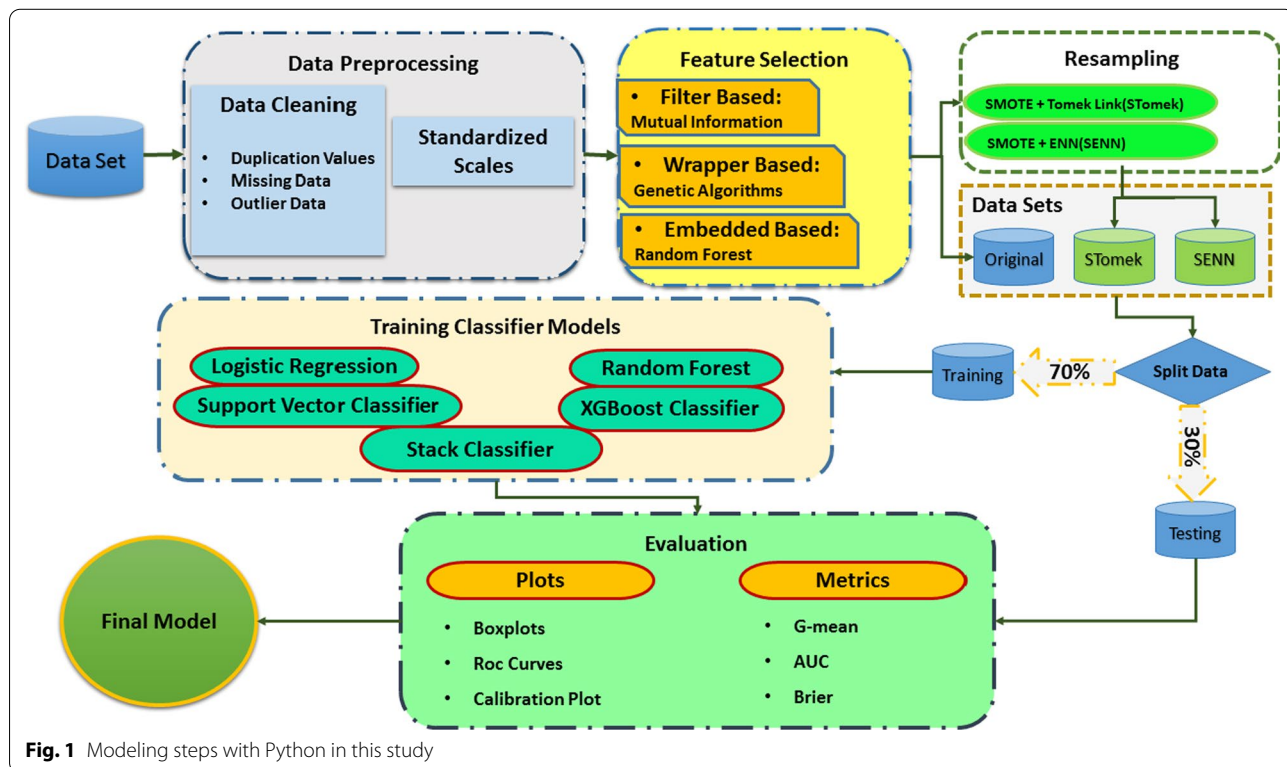 Data Set
Data Preprocessing
Data Cleaning
• Duplication Values
• Missing Data
• Outlier Data
Standardized
Scales
Feature Selection
• Filter Based:
Mutual Information
• Wrapper Based:
Genetic Algorithms
• Embedded Based:
Random Forest
Resampling
SMOTE + Tomek Link(STomek)
SMOTE + ENN(SENN)
Data Sets
Original
STomek
SENN
Split Data
70%
Training
30%
Testing
Training Classifier Models
Logistic Regression
Support Vector Classifier
Random Forest
XGBoost Classifier
Stack Classifier
Evaluation
Plots
• Boxplots
• Roc Curves
• Calibration Plot
Metrics
• G-mean
• AUC
• Brier
Final Model
Fig. 1 Modeling steps with Python in this study